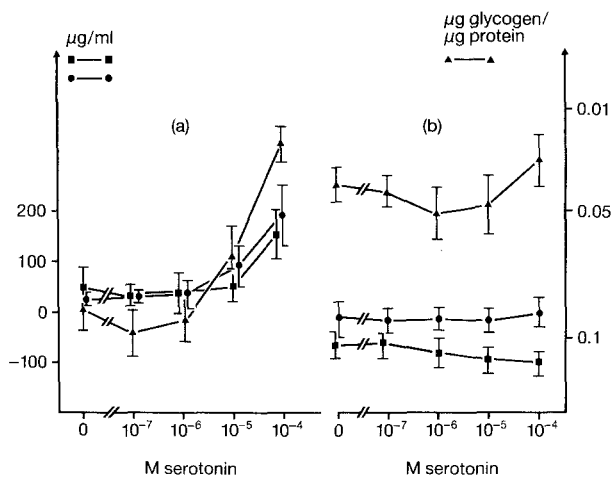 µg/ml
µg glycogen/
µg protein
(a)
(b)
200
100
0
−100
0.01
0.05
0.1
0 10⁻⁷ 10⁻⁶ 10⁻⁵ 10⁻⁴
0 10⁻⁷ 10⁻⁶ 10⁻⁵ 10⁻⁴
M serotonin
M serotonin